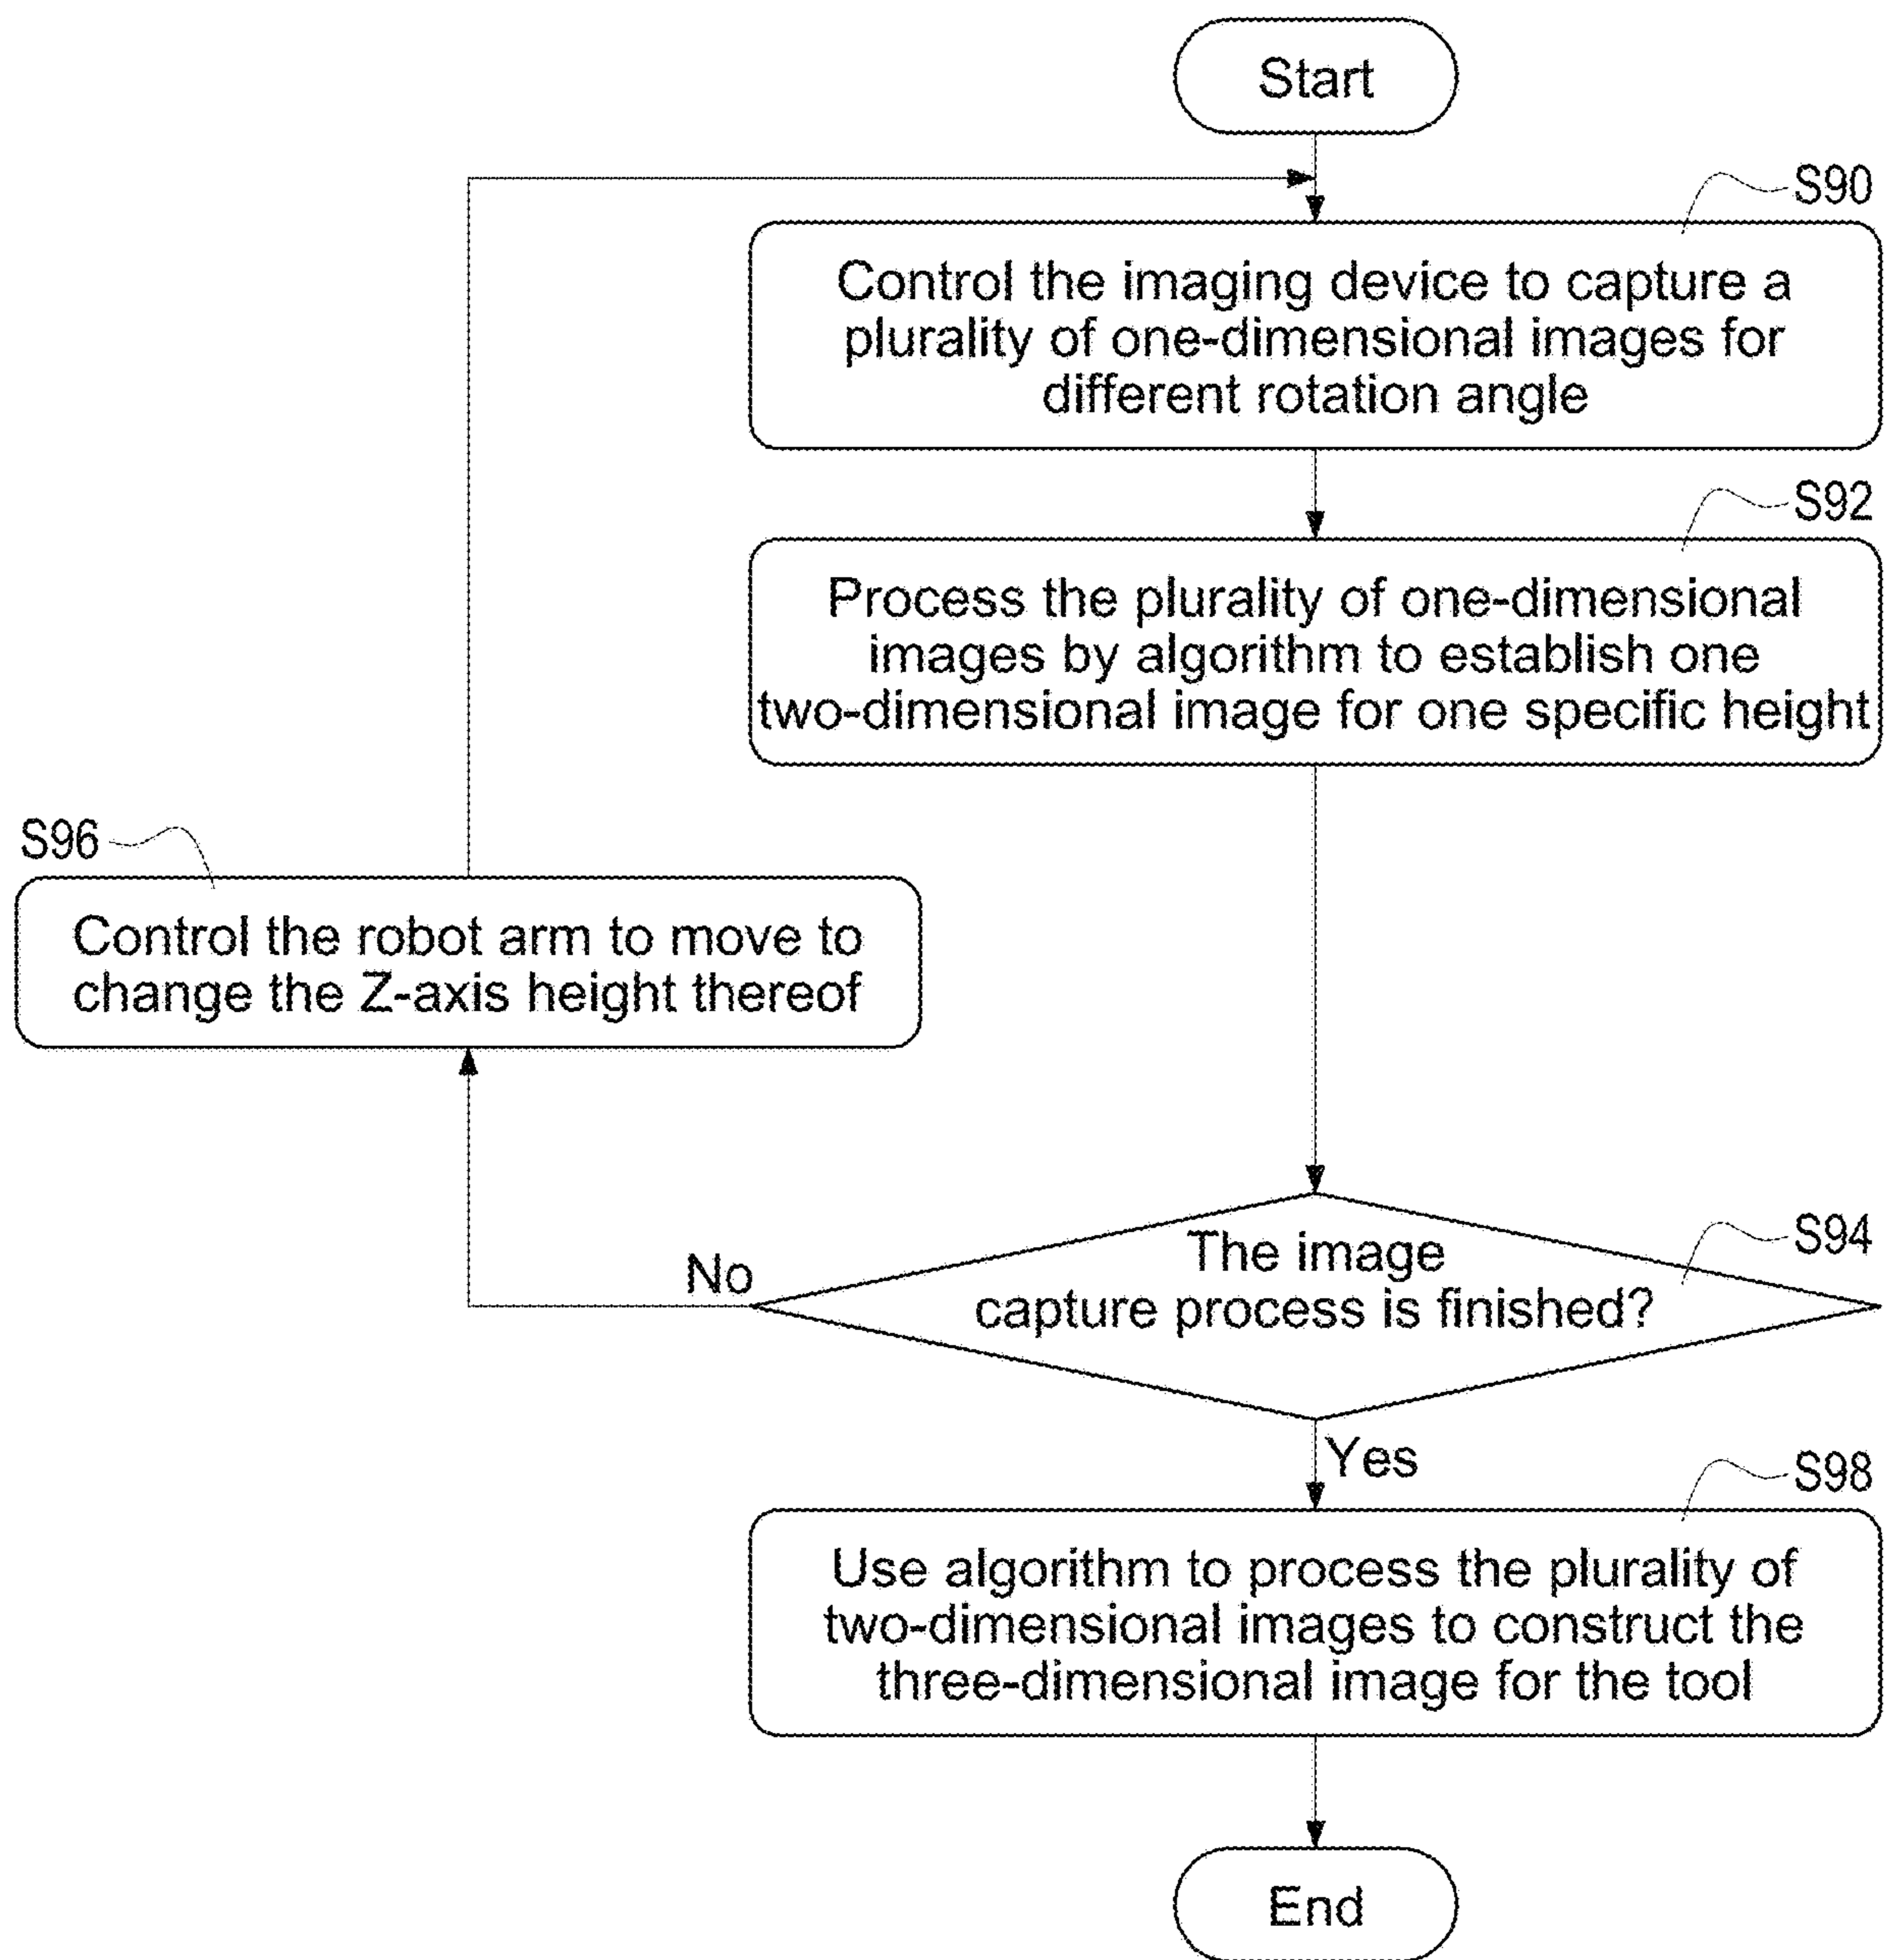 Start
S90
Control the imaging device to capture a
plurality of one-dimensional images for
different rotation angle
S92
Process the plurality of one-dimensional
images by algorithm to establish one
two-dimensional image for one specific height
S96
Control the robot arm to move to
change the Z-axis height thereof
S94
The image
capture process is finished?
No
Yes
S98
Use algorithm to process the plurality of
two-dimensional images to construct the
three-dimensional image for the tool
End